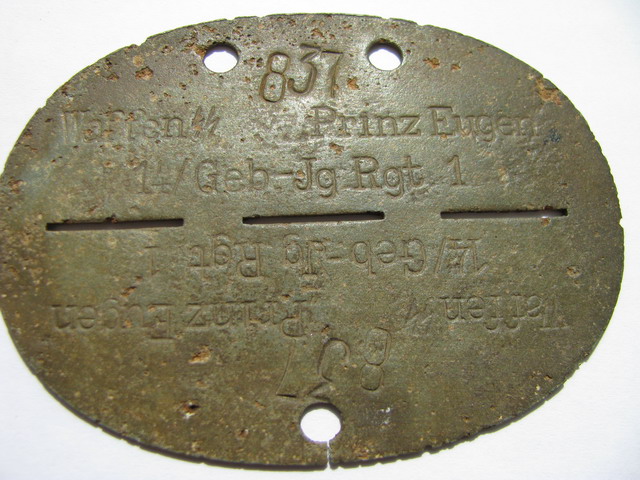 837
Waffen ᛋᛋ Prinz Eugen
14/Geb.-Jg Rgt 1
14/Geb-Jg Rgt 1
Waffen ᛋᛋ Prinz Eugen
837